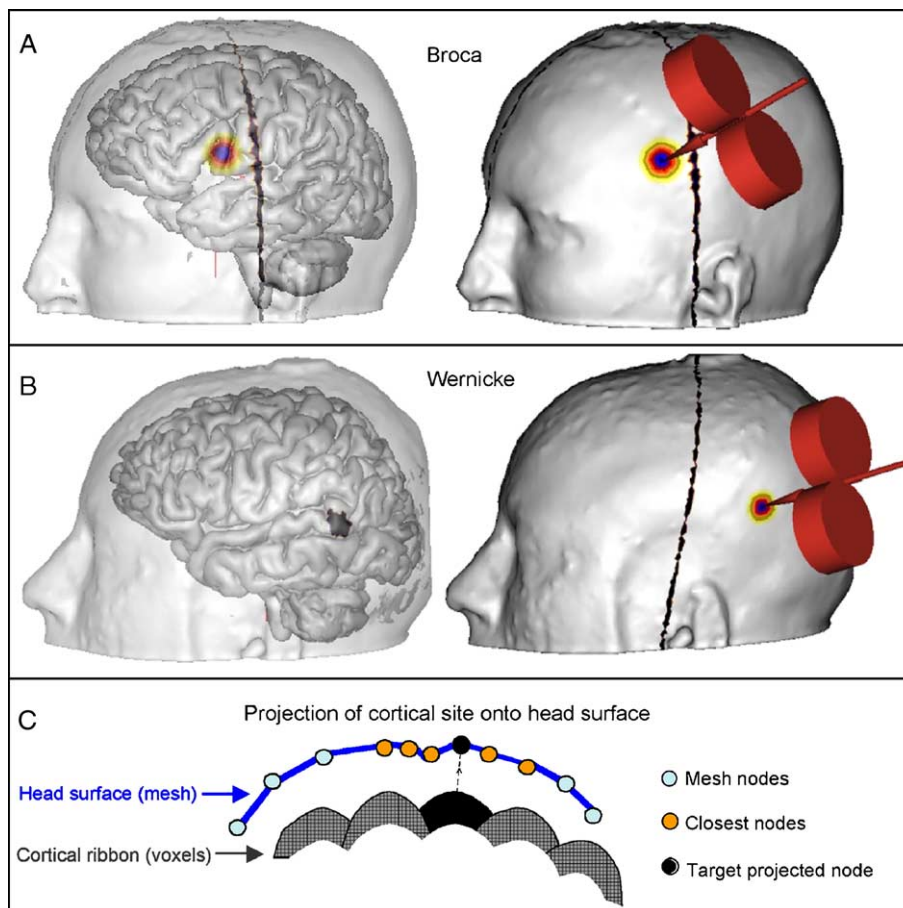 A
Broca
B
Wernicke
C
Projection of cortical site onto head surface
Head surface (mesh)
Cortical ribbon (voxels)
Mesh nodes
Closest nodes
Target projected node